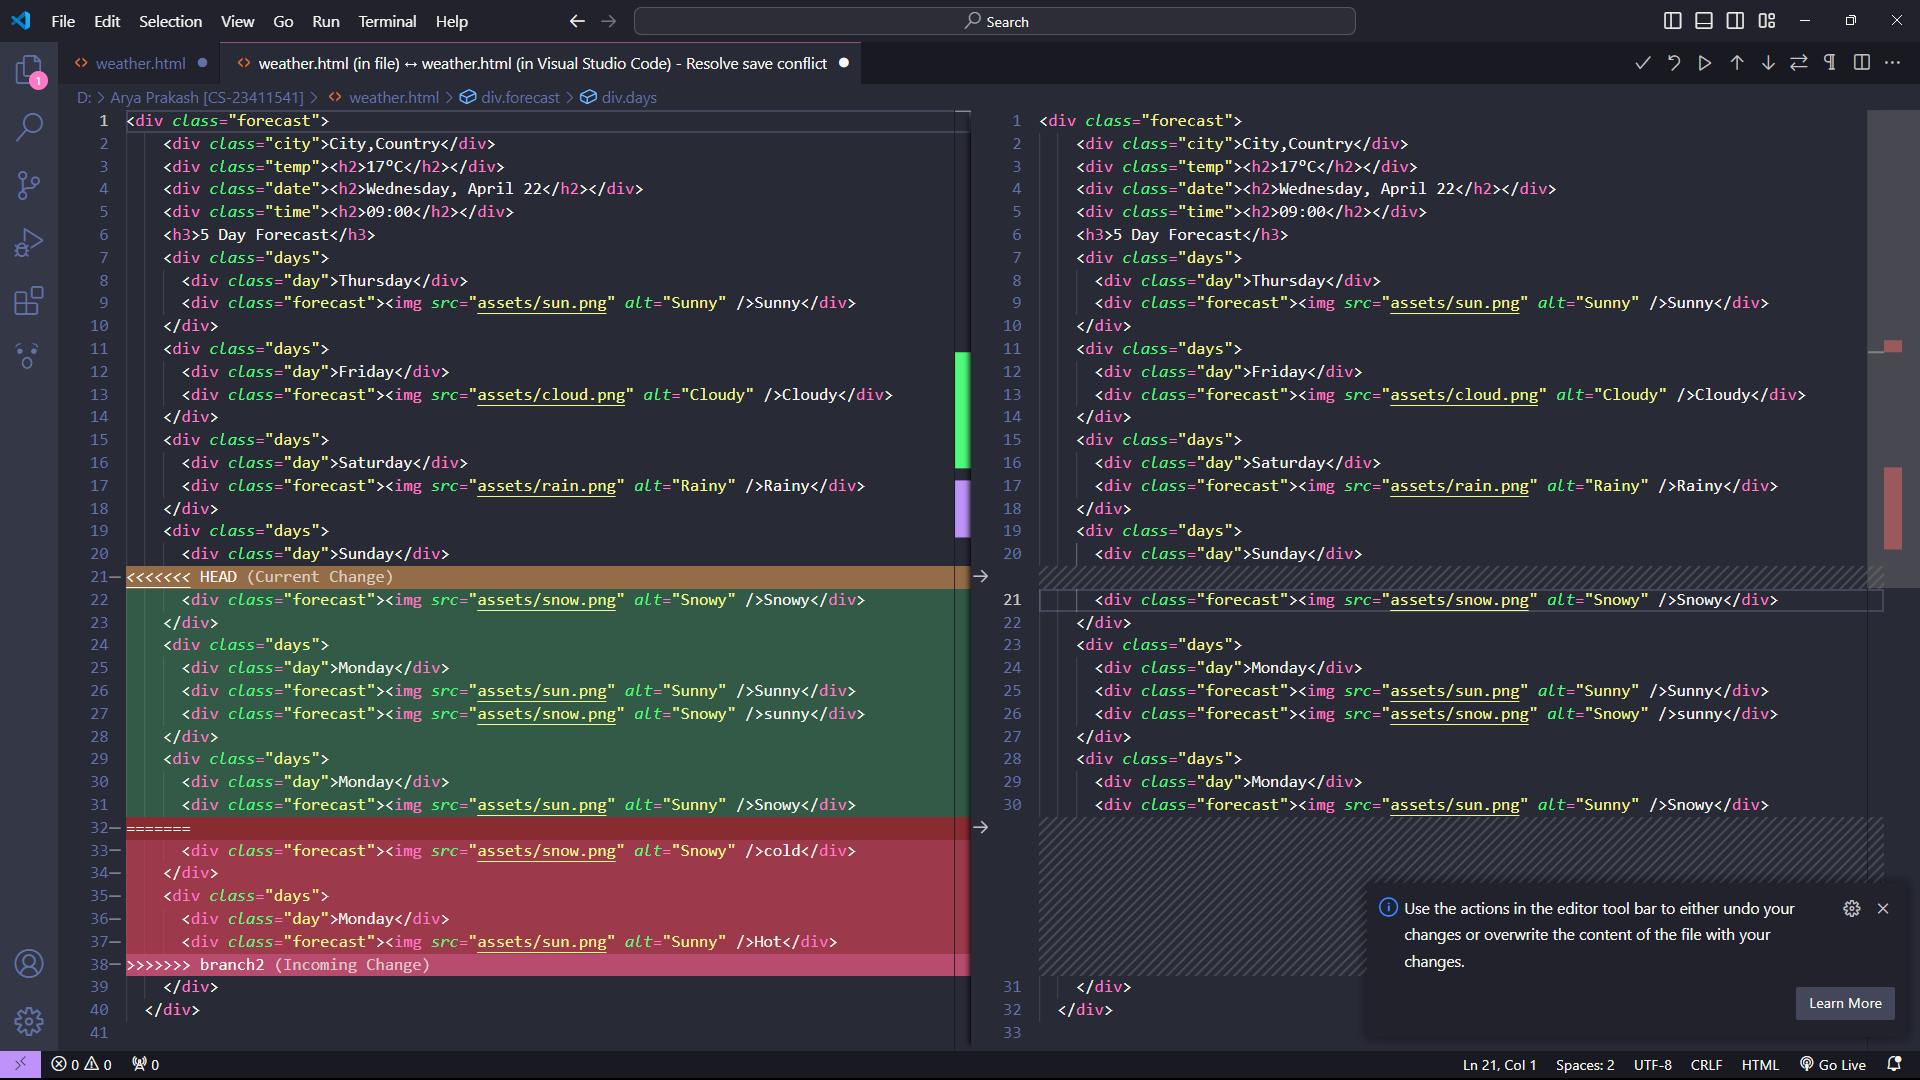 File Edit Selection View Go Run Terminal Help
Search
1
weather.html
weather.html (in file) ↔ weather.html (in Visual Studio Code) - Resolve save conflict
D: > Arya Prakash [CS-23411541] > weather.html > div.forecast > div.days
1 <div class="forecast">
2 <div class="city">City,Country</div>
3 <div class="temp"><h2>17ºC</h2></div>
4 <div class="date"><h2>Wednesday, April 22</h2></div>
5 <div class="time"><h2>09:00</h2></div>
6 <h3>5 Day Forecast</h3>
7 <div class="days">
8 <div class="day">Thursday</div>
9 <div class="forecast"><img src="assets/sun.png" alt="Sunny" />Sunny</div>
10 </div>
11 <div class="days">
12 <div class="day">Friday</div>
13 <div class="forecast"><img src="assets/cloud.png" alt="Cloudy" />Cloudy</div>
14 </div>
15 <div class="days">
16 <div class="day">Saturday</div>
17 <div class="forecast"><img src="assets/rain.png" alt="Rainy" />Rainy</div>
18 </div>
19 <div class="days">
20 <div class="day">Sunday</div>
21− <<<<<<< HEAD (Current Change)
22 <div class="forecast"><img src="assets/snow.png" alt="Snowy" />Snowy</div>
23 </div>
24 <div class="days">
25 <div class="day">Monday</div>
26 <div class="forecast"><img src="assets/sun.png" alt="Sunny" />Sunny</div>
27 <div class="forecast"><img src="assets/snow.png" alt="Snowy" />sunny</div>
28 </div>
29 <div class="days">
30 <div class="day">Monday</div>
31 <div class="forecast"><img src="assets/sun.png" alt="Sunny" />Snowy</div>
32− =======
33− <div class="forecast"><img src="assets/snow.png" alt="Snowy" />cold</div>
34− </div>
35− <div class="days">
36− <div class="day">Monday</div>
37− <div class="forecast"><img src="assets/sun.png" alt="Sunny" />Hot</div>
38− >>>>>>> branch2 (Incoming Change)
39 </div>
40 </div>
41
1 <div class="forecast">
2 <div class="city">City,Country</div>
3 <div class="temp"><h2>17ºC</h2></div>
4 <div class="date"><h2>Wednesday, April 22</h2></div>
5 <div class="time"><h2>09:00</h2></div>
6 <h3>5 Day Forecast</h3>
7 <div class="days">
8 <div class="day">Thursday</div>
9 <div class="forecast"><img src="assets/sun.png" alt="Sunny" />Sunny</div>
10 </div>
11 <div class="days">
12 <div class="day">Friday</div>
13 <div class="forecast"><img src="assets/cloud.png" alt="Cloudy" />Cloudy</div>
14 </div>
15 <div class="days">
16 <div class="day">Saturday</div>
17 <div class="forecast"><img src="assets/rain.png" alt="Rainy" />Rainy</div>
18 </div>
19 <div class="days">
20 <div class="day">Sunday</div>
21 <div class="forecast"><img src="assets/snow.png" alt="Snowy" />Snowy</div>
22 </div>
23 <div class="days">
24 <div class="day">Monday</div>
25 <div class="forecast"><img src="assets/sun.png" alt="Sunny" />Sunny</div>
26 <div class="forecast"><img src="assets/snow.png" alt="Snowy" />sunny</div>
27 </div>
28 <div class="days">
29 <div class="day">Monday</div>
30 <div class="forecast"><img src="assets/sun.png" alt="Sunny" />Snowy</div>
31 </div>
32 </div>
33
Use the actions in the editor tool bar to either undo your
changes or overwrite the content of the file with your
changes.
Learn More
0 0 0
Ln 21, Col 1 Spaces: 2 UTF-8 CRLF HTML Go Live